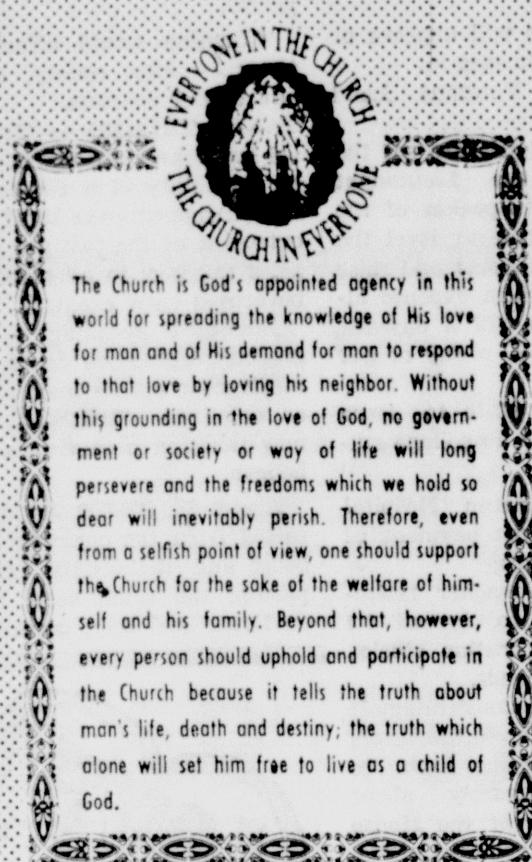 EVERYONE IN THE CHURCH
THE CHURCH IN EVERYONE
The Church is God's appointed agency in this
world for spreading the knowledge of His love
for man and of His demand for man to respond
to that love by loving his neighbor. Without
this grounding in the love of God, no govern-
ment or society or way of life will long
persevere and the freedoms which we hold so
dear will inevitably perish. Therefore, even
from a selfish point of view, one should support
the Church for the sake of the welfare of him-
self and his family. Beyond that, however,
every person should uphold and participate in
the Church because it tells the truth about
man's life, death and destiny; the truth which
alone will set him free to live as a child of
God.